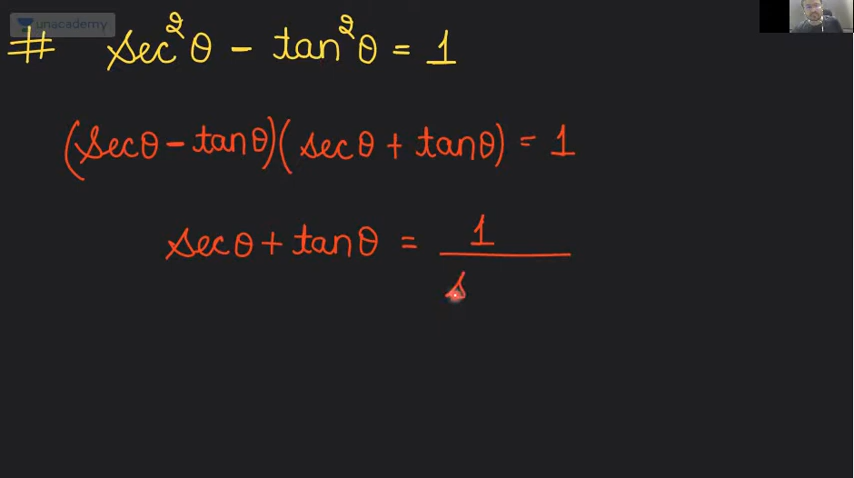 unacademy
# sec²θ - tan²θ = 1
(secθ - tanθ)(secθ + tanθ) = 1
secθ + tanθ = 1
s